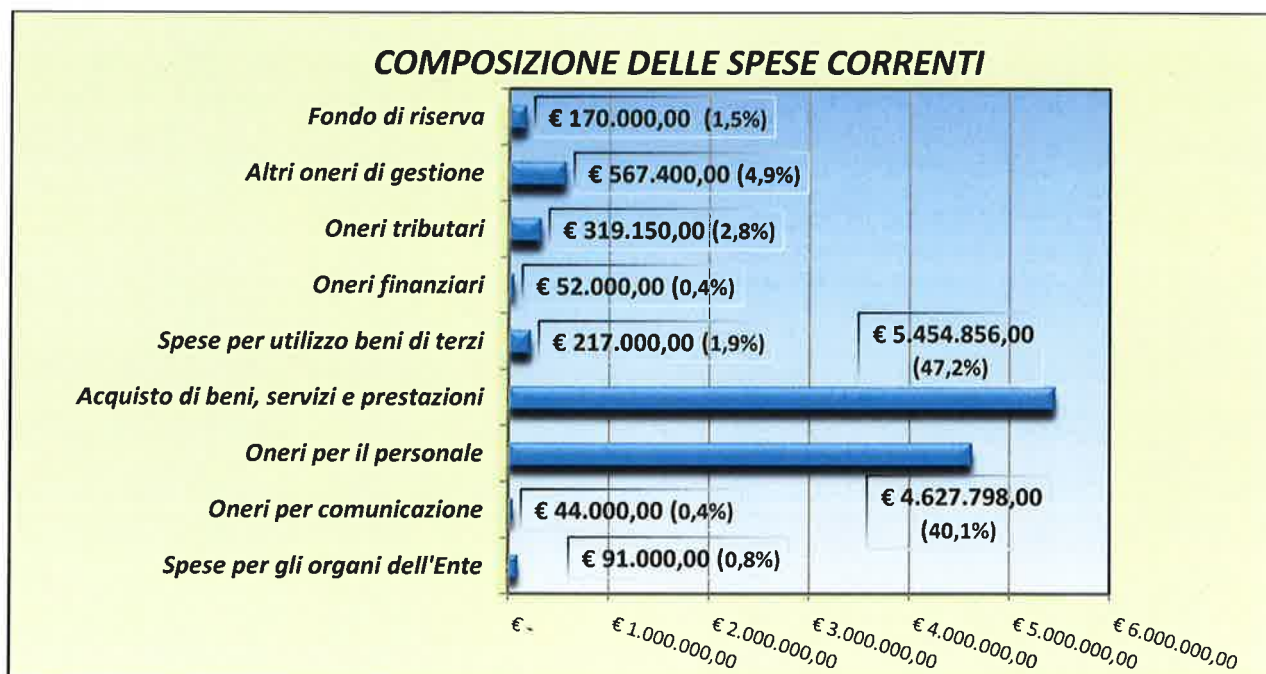 COMPOSIZIONE DELLE SPESE CORRENTI
Fondo di riserva
€ 170.000,00 (1,5%)
Altri oneri di gestione
€ 567.400,00 (4,9%)
Oneri tributari
€ 319.150,00 (2,8%)
Oneri finanziari
€ 52.000,00 (0,4%)
Spese per utilizzo beni di terzi
€ 217.000,00 (1,9%)
€ 5.454.856,00
(47,2%)
Acquisto di beni, servizi e prestazioni
Oneri per il personale
€ 4.627.798,00
(40,1%)
Oneri per comunicazione
€ 44.000,00 (0,4%)
Spese per gli organi dell'Ente
€ 91.000,00 (0,8%)
€ -
€ 1.000.000,00
€ 2.000.000,00
€ 3.000.000,00
€ 4.000.000,00
€ 5.000.000,00
€ 6.000.000,00